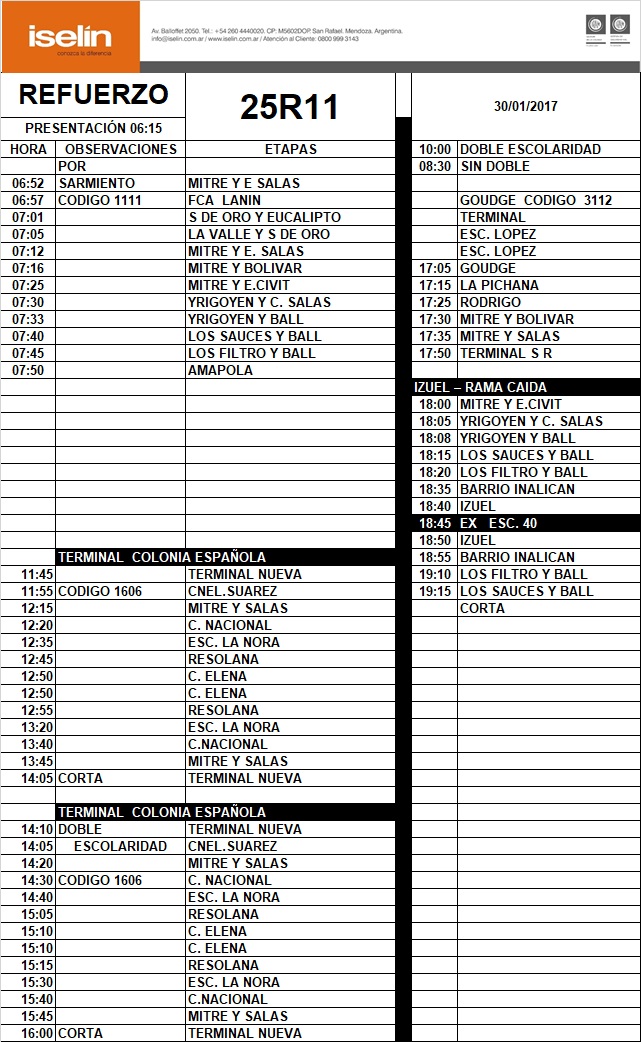 iselín
conozca la diferencia
Av. Balloffet 2050. Tel.: +54 260 4440020. CP: M5602DOP. San Rafael. Mendoza. Argentina.
info@iselin.com.ar / www.iselin.com.ar / Atención al Cliente: 0800 999 3143
REFUERZO
PRESENTACIÓN 06:15
25R11
30/01/2017
HORA OBSERVACIONES ETAPAS
POR
06:52 SARMIENTO MITRE Y E SALAS
06:57 CODIGO 1111 FCA LANIN
07:01 S DE ORO Y EUCALIPTO
07:05 LA VALLE Y S DE ORO
07:12 MITRE Y E. SALAS
07:16 MITRE Y BOLIVAR
07:25 MITRE Y E.CIVIT
07:30 YRIGOYEN Y C. SALAS
07:33 YRIGOYEN Y BALL
07:40 LOS SAUCES Y BALL
07:45 LOS FILTRO Y BALL
07:50 AMAPOLA
TERMINAL COLONIA ESPAÑOLA
11:45 TERMINAL NUEVA
11:55 CODIGO 1606 CNEL.SUAREZ
12:15 MITRE Y SALAS
12:20 C. NACIONAL
12:35 ESC. LA NORA
12:45 RESOLANA
12:50 C. ELENA
12:50 C. ELENA
12:55 RESOLANA
13:20 ESC. LA NORA
13:40 C.NACIONAL
13:45 MITRE Y SALAS
14:05 CORTA TERMINAL NUEVA
TERMINAL COLONIA ESPAÑOLA
14:10 DOBLE TERMINAL NUEVA
14:05 ESCOLARIDAD CNEL.SUAREZ
14:20 MITRE Y SALAS
14:30 CODIGO 1606 C. NACIONAL
14:40 ESC. LA NORA
15:05 RESOLANA
15:10 C. ELENA
15:10 C. ELENA
15:15 RESOLANA
15:30 ESC. LA NORA
15:40 C.NACIONAL
15:45 MITRE Y SALAS
16:00 CORTA TERMINAL NUEVA
10:00 DOBLE ESCOLARIDAD
08:30 SIN DOBLE
GOUDGE CODIGO 3112
TERMINAL
ESC. LOPEZ
ESC. LOPEZ
17:05 GOUDGE
17:15 LA PICHANA
17:25 RODRIGO
17:30 MITRE Y BOLIVAR
17:35 MITRE Y SALAS
17:50 TERMINAL S R
IZUEL – RAMA CAIDA
18:00 MITRE Y E.CIVIT
18:05 YRIGOYEN Y C. SALAS
18:08 YRIGOYEN Y BALL
18:15 LOS SAUCES Y BALL
18:20 LOS FILTRO Y BALL
18:35 BARRIO INALICAN
18:40 IZUEL
18:45 EX ESC. 40
18:50 IZUEL
18:55 BARRIO INALICAN
19:10 LOS FILTRO Y BALL
19:15 LOS SAUCES Y BALL
CORTA